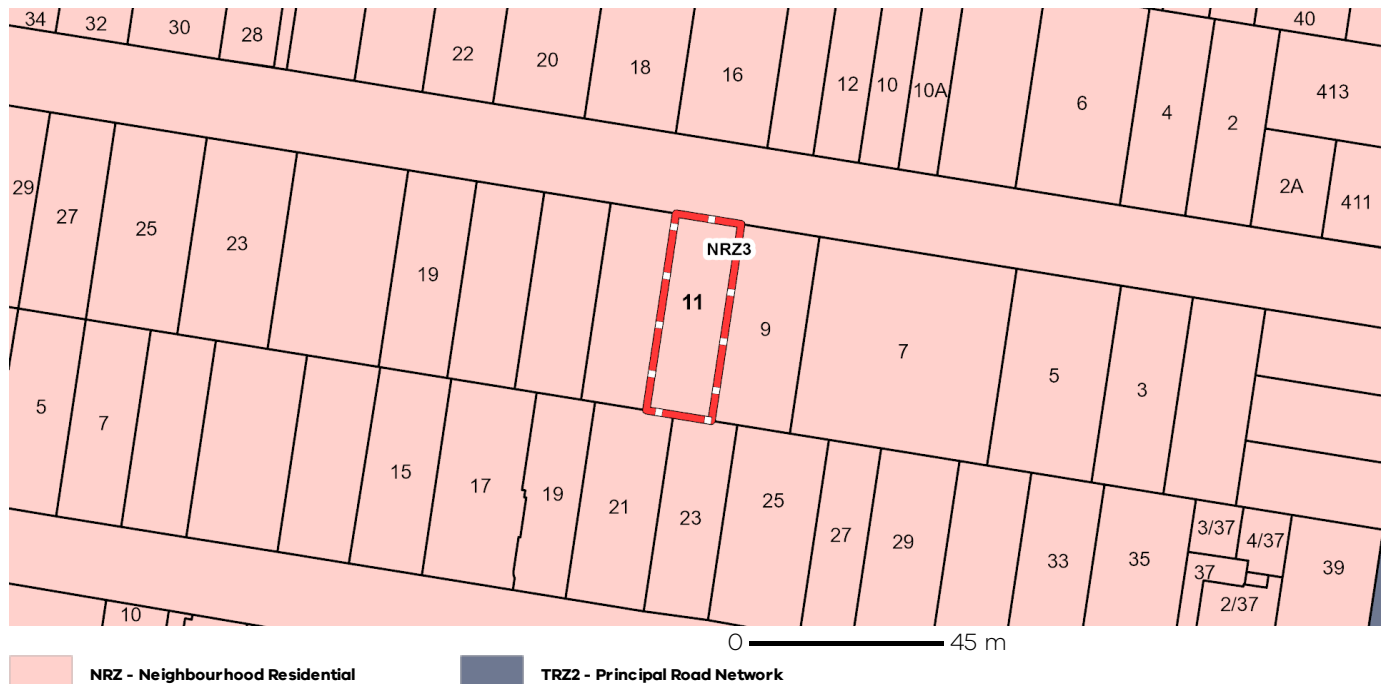 34 32 30 28 22 20 18 16 12 10 10A 6 4 2 40
413
2A 411
29 27 25 23 19 NRZ3
11 9 7 5 3
5 7 15 17 19 21 23 25 27 29 33 35 3/37 4/37 39
37
2/37
10
0 45 m
NRZ - Neighbourhood Residential TRZ2 - Principal Road Network